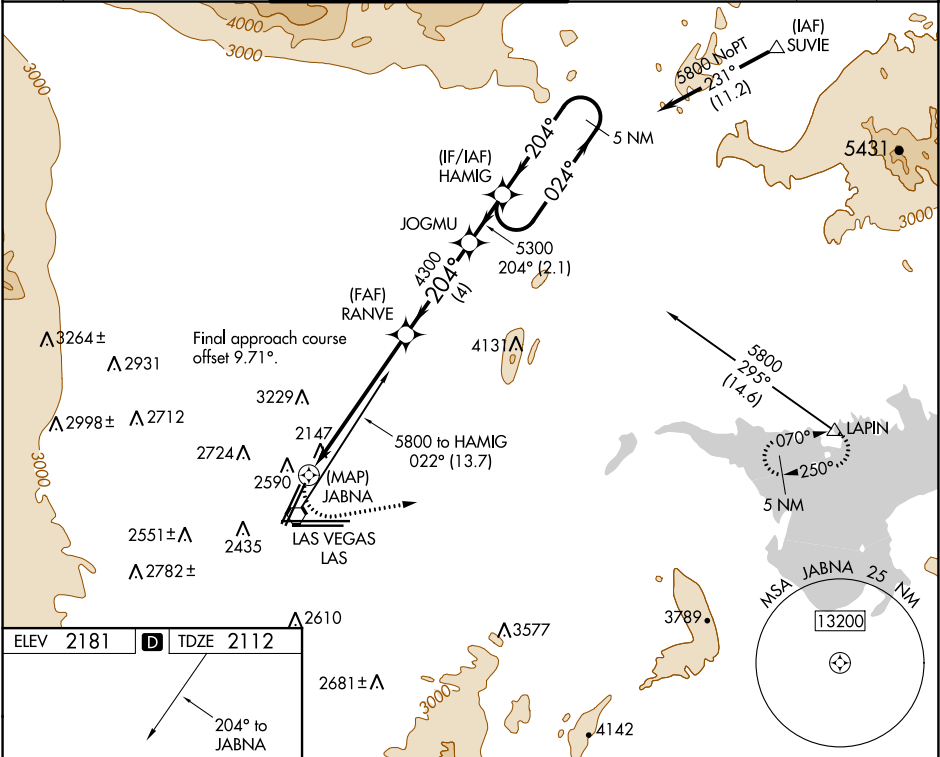 4000
3000
3000
(IAF)
SUVIE
5800 NoPT
231°
(11.2)
5 NM
204°
024°
5431
3000
(IF/IAF)
HAMIG
JOGMU
5300
204° (2.1)
4300
204°
(4)
(FAF)
RANVE
Final approach course
offset 9.71°.
3264 ±
2931
4131
3229
5800
295°
(14.6)
2998 ±
2712
2724
2147
2590
5800 to HAMIG
022° (13.7)
LAPIN
070°
250°
5 NM
3000
(MAP)
JABNA
2551 ±
2435
LAS VEGAS
LAS
2782 ±
MSA JABNA 25 NM
13200
2610
3577
3789
ELEV 2181 D TDZE 2112
2681 ±
3000
204° to
JABNA
4142